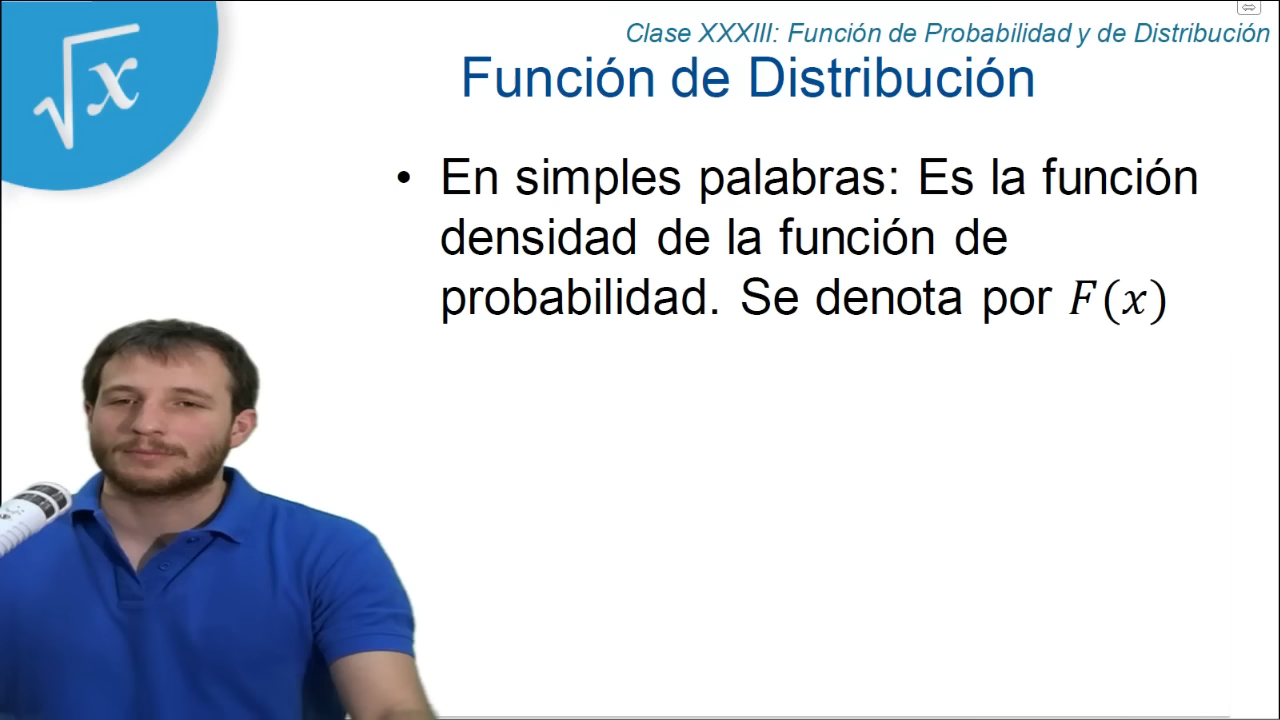 Clase XXXIII: Función de Probabilidad y de Distribución
√x
Función de Distribución
• En simples palabras: Es la función
densidad de la función de
probabilidad. Se denota por F(x)